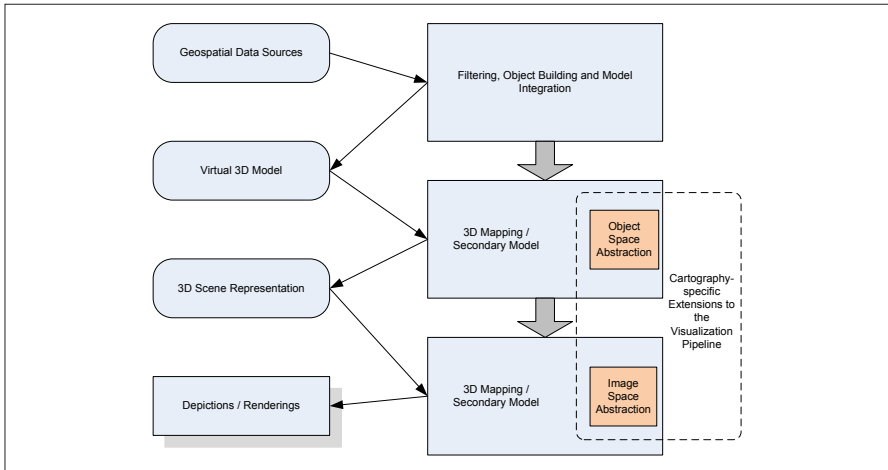 Geospatial Data Sources
Filtering, Object Building and Model
Integration
Virtual 3D Model
3D Mapping /
Secondary Model
Object
Space
Abstraction
Cartography-
specific
Extensions to
the
Visualization
Pipeline
3D Scene Representation
3D Mapping /
Secondary Model
Image
Space
Abstraction
Depictions / Renderings